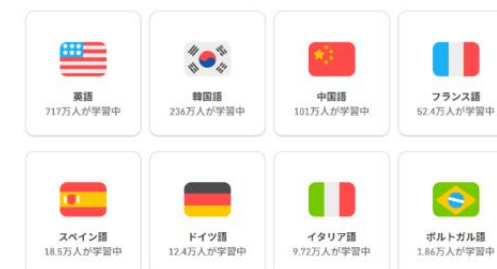 英語
717万人が学習中
韓国語
236万人が学習中
中国語
101万人が学習中
フランス語
52.4万人が学習中
スペイン語
18.5万人が学習中
ドイツ語
12.4万人が学習中
イタリア語
9.72万人が学習中
ポルトガル語
1.86万人が学習中